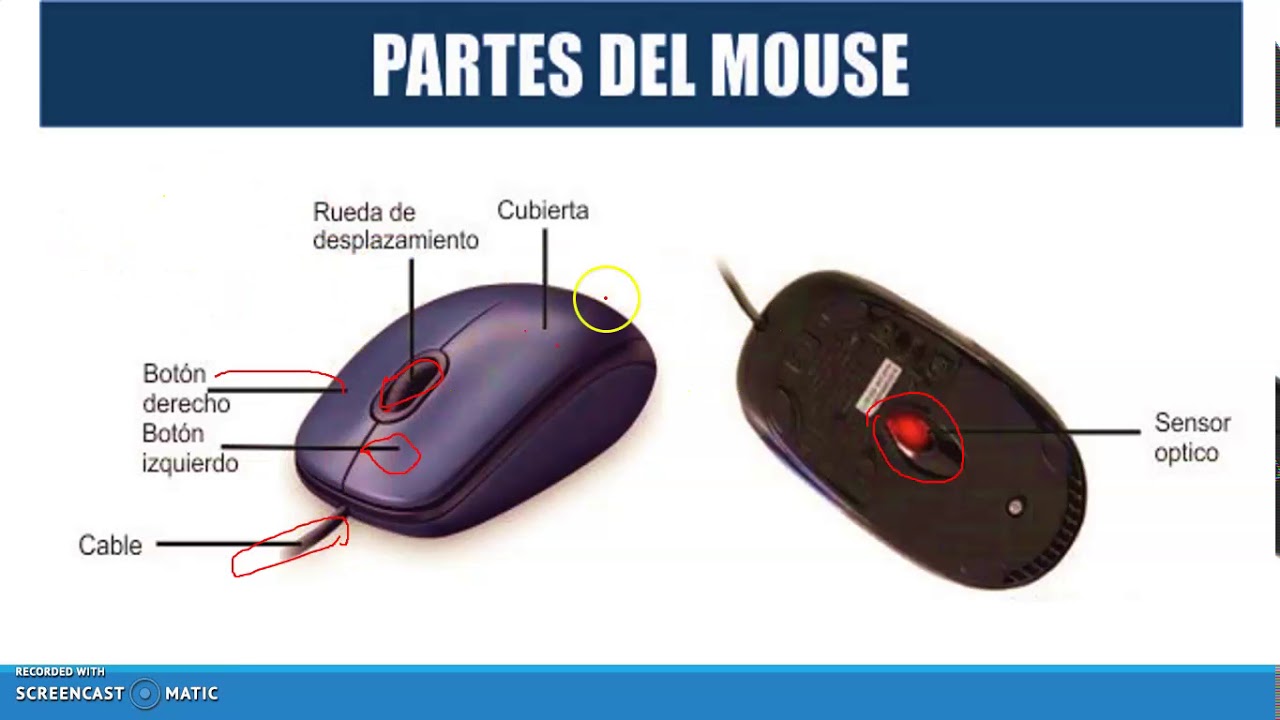 PARTES DEL MOUSE
Rueda de
desplazamiento
Cubierta
Botón
derecho
Botón
izquierdo
Cable
Sensor
optico
RECORDED WITH
SCREENCAST MATIC